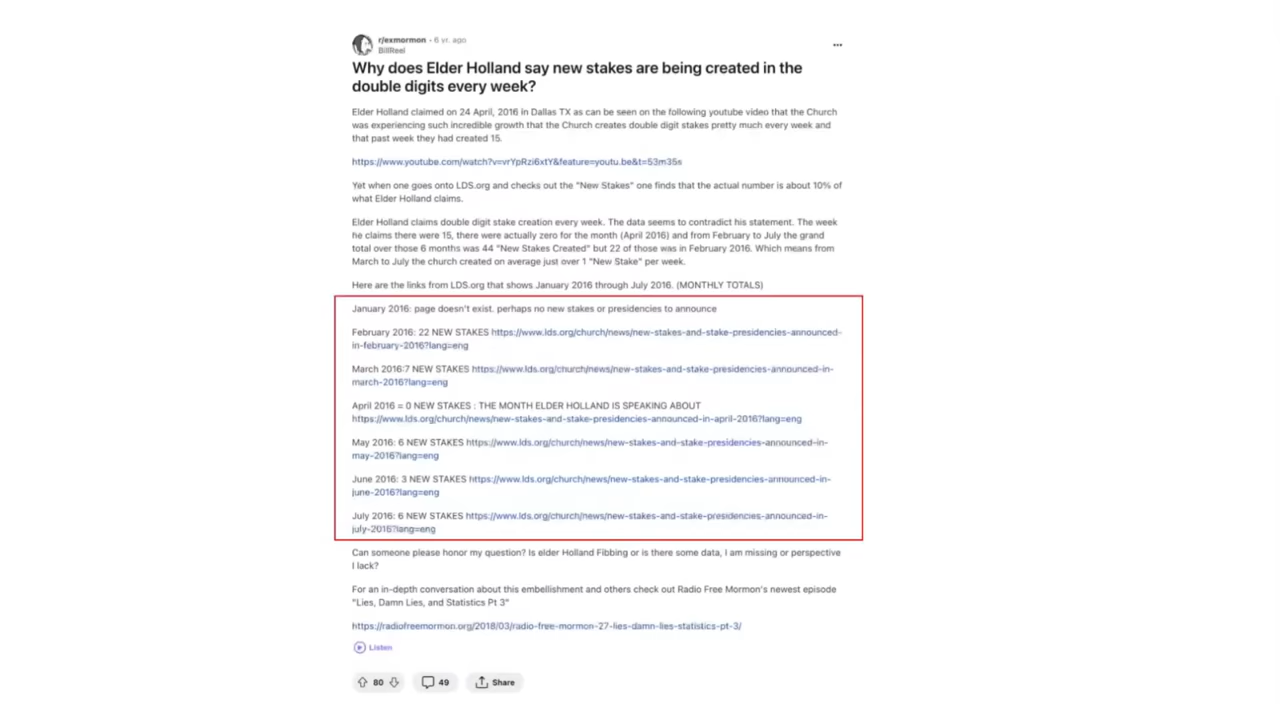 r/exmormon • 6 yr. ago
BillReel
Why does Elder Holland say new stakes are being created in the
double digits every week?
Elder Holland claimed on 24 April, 2016 in Dallas TX as can be seen on the following youtube video that the Church
was experiencing such incredible growth that the Church creates double digit stakes pretty much every week and
that past week they had created 15.
https://www.youtube.com/watch?v=vrYpRzi6xtY&feature=youtu.be&t=53m35s
Yet when one goes onto LDS.org and checks out the "New Stakes" one finds that the actual number is about 10% of
what Elder Holland claims.
Elder Holland claims double digit stake creation every week. The data seems to contradict his statement. The week
he claims there were 15, there were actually zero for the month (April 2016) and from February to July the grand
total over those 6 months was 44 "New Stakes Created" but 22 of those was in February 2016. Which means from
March to July the church created on average just over 1 "New Stake" per week.
Here are the links from LDS.org that shows January 2016 through July 2016. (MONTHLY TOTALS)
January 2016: page doesn't exist. perhaps no new stakes or presidencies to announce
February 2016: 22 NEW STAKES https://www.lds.org/church/news/new-stakes-and-stake-presidencies-announced-
in-february-2016?lang=eng
March 2016:7 NEW STAKES https://www.lds.org/church/news/new-stakes-and-stake-presidencies-announced-in-
march-2016?lang=eng
April 2016 = 0 NEW STAKES : THE MONTH ELDER HOLLAND IS SPEAKING ABOUT
https://www.lds.org/church/news/new-stakes-and-stake-presidencies-announced-in-april-2016?lang=eng
May 2016: 6 NEW STAKES https://www.lds.org/church/news/new-stakes-and-stake-presidencies-announced-in-
may-2016?lang=eng
June 2016: 3 NEW STAKES https://www.lds.org/church/news/new-stakes-and-stake-presidencies-announced-in-
june-2016?lang=eng
July 2016: 6 NEW STAKES https://www.lds.org/church/news/new-stakes-and-stake-presidencies-announced-in-
july-2016?lang=eng
Can someone please honor my question? Is elder Holland Fibbing or is there some data, I am missing or perspective
I lack?
For an in-depth conversation about this embellishment and others check out Radio Free Mormon's newest episode
"Lies, Damn Lies, and Statistics Pt 3"
https://radiofreemormon.org/2018/03/radio-free-mormon-27-lies-damn-lies-statistics-pt-3/
Listen
80 49 Share